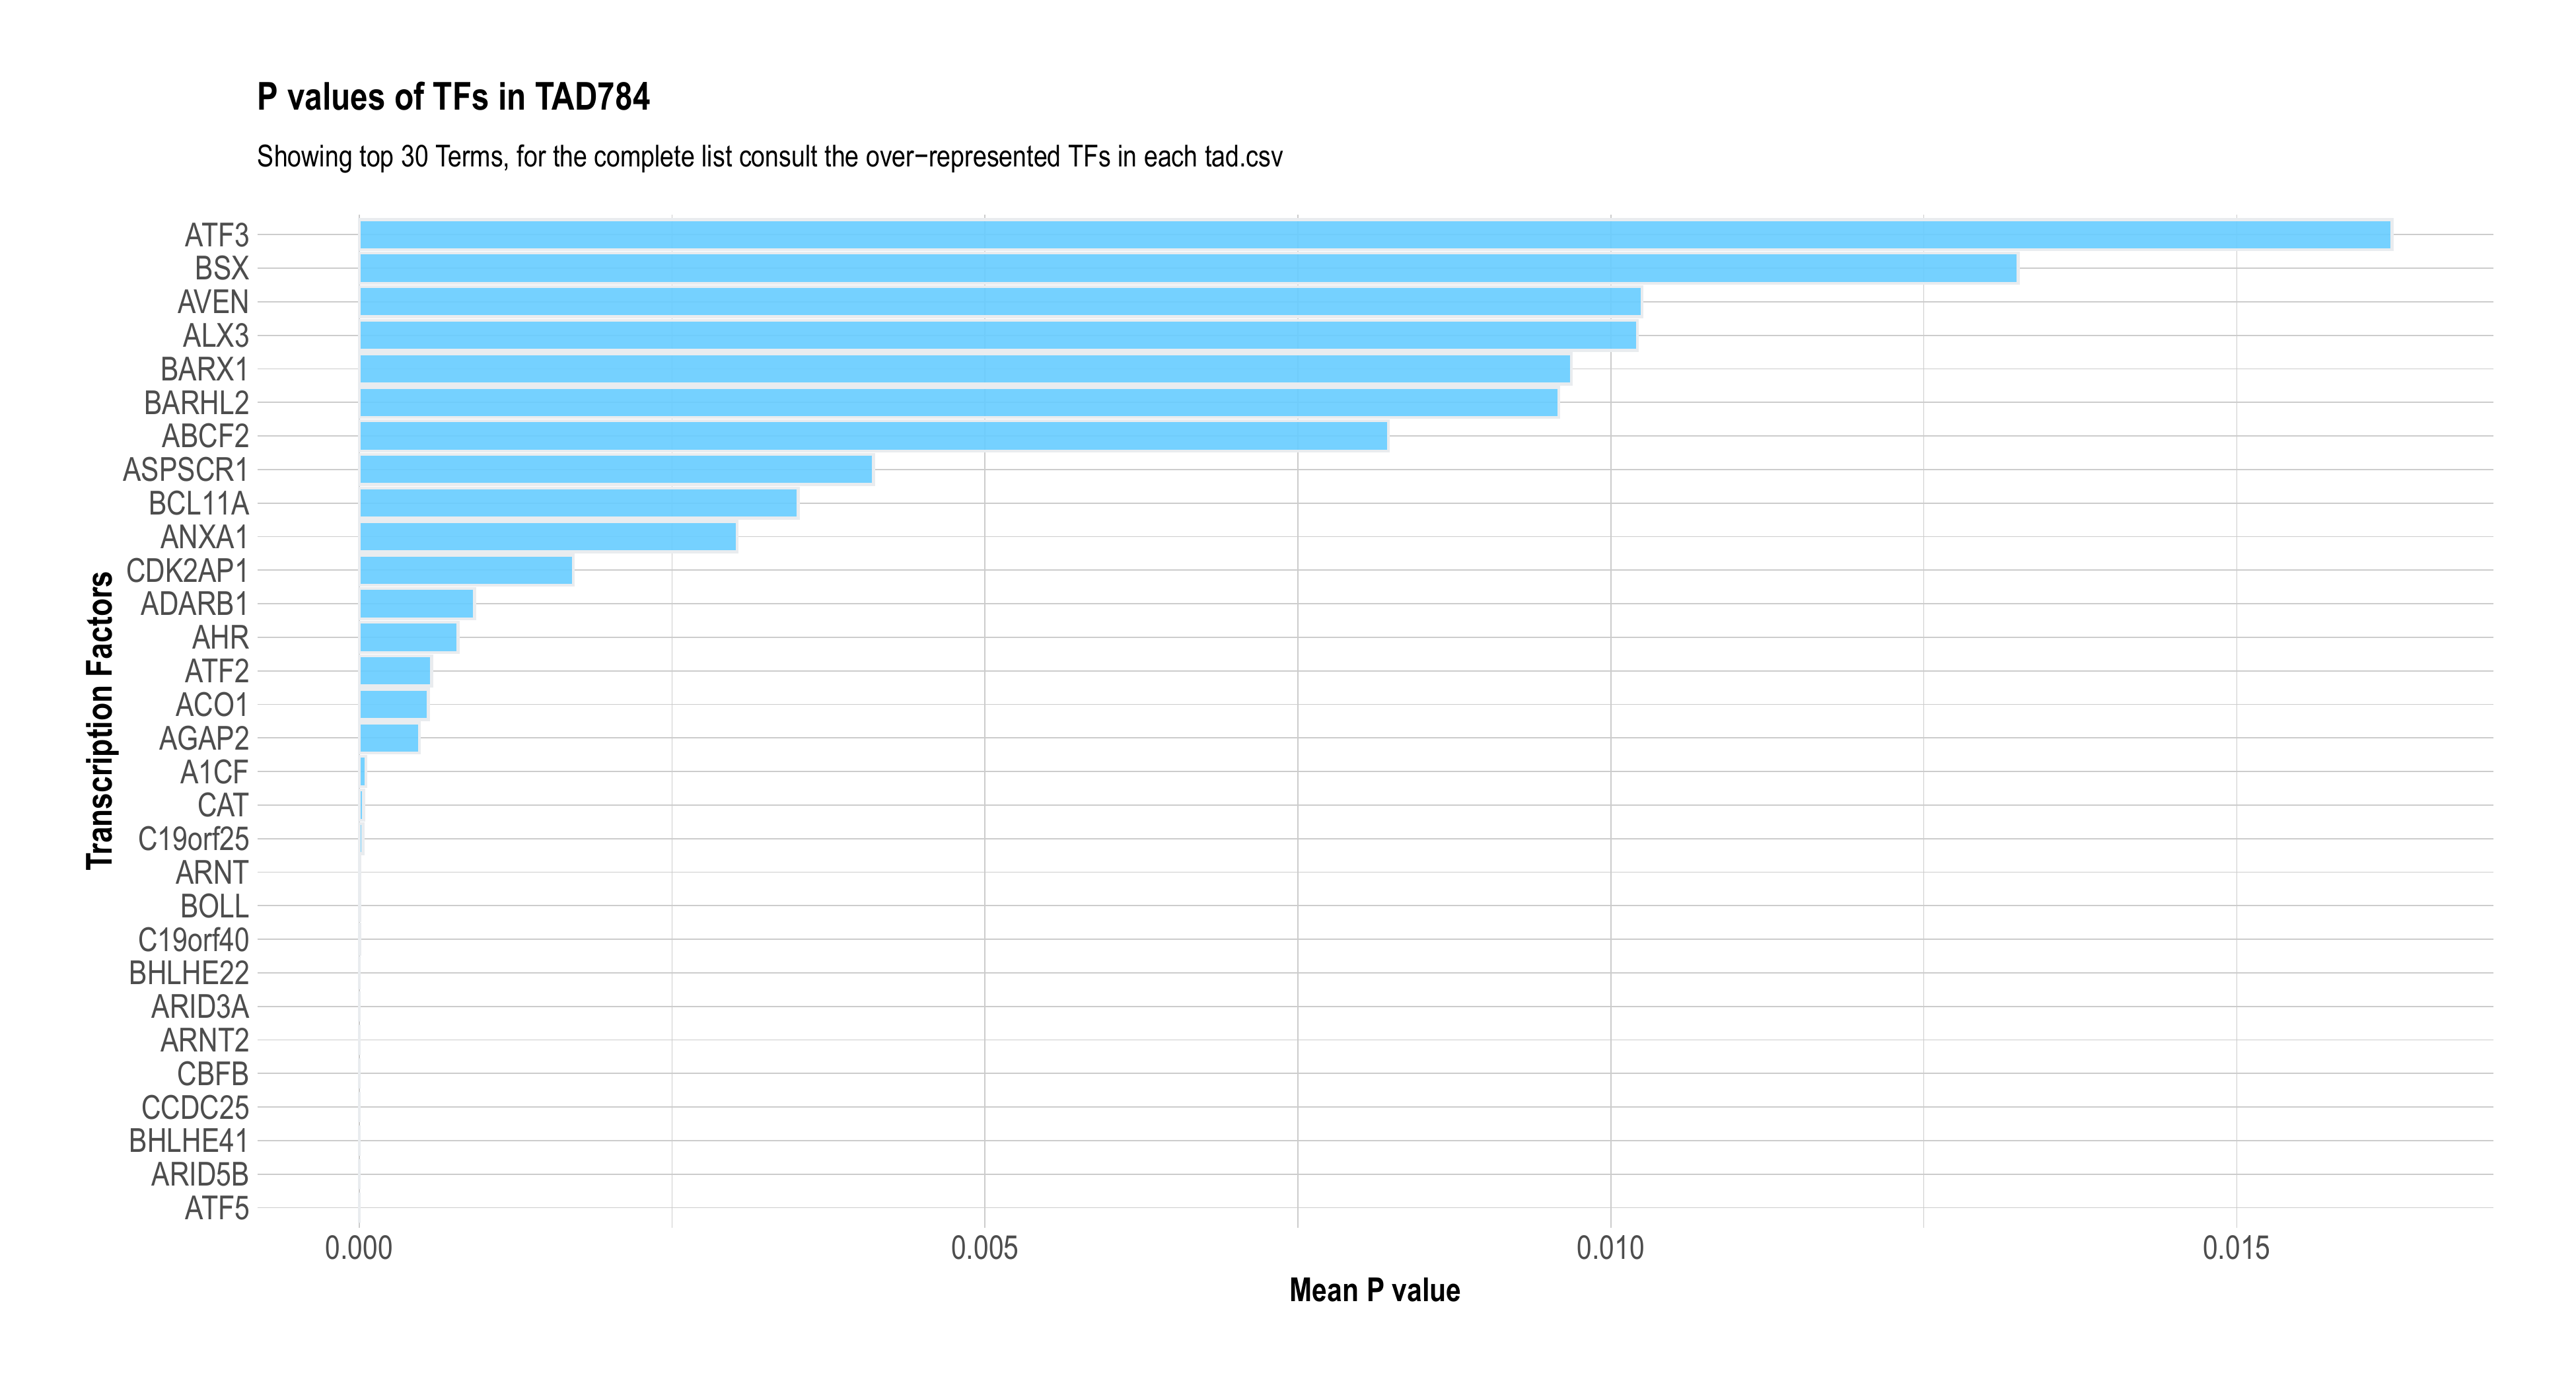 P values of TFs in TAD784
Showing top 30 Terms, for the complete list consult the over−represented TFs in each tad.csv
Transcription Factors
ATF3
BSX
AVEN
ALX3
BARX1
BARHL2
ABCF2
ASPSCR1
BCL11A
ANXA1
CDK2AP1
ADARB1
AHR
ATF2
ACO1
AGAP2
A1CF
CAT
C19orf25
ARNT
BOLL
C19orf40
BHLHE22
ARID3A
ARNT2
CBFB
CCDC25
BHLHE41
ARID5B
ATF5
0.000 0.005 0.010 0.015
Mean P value